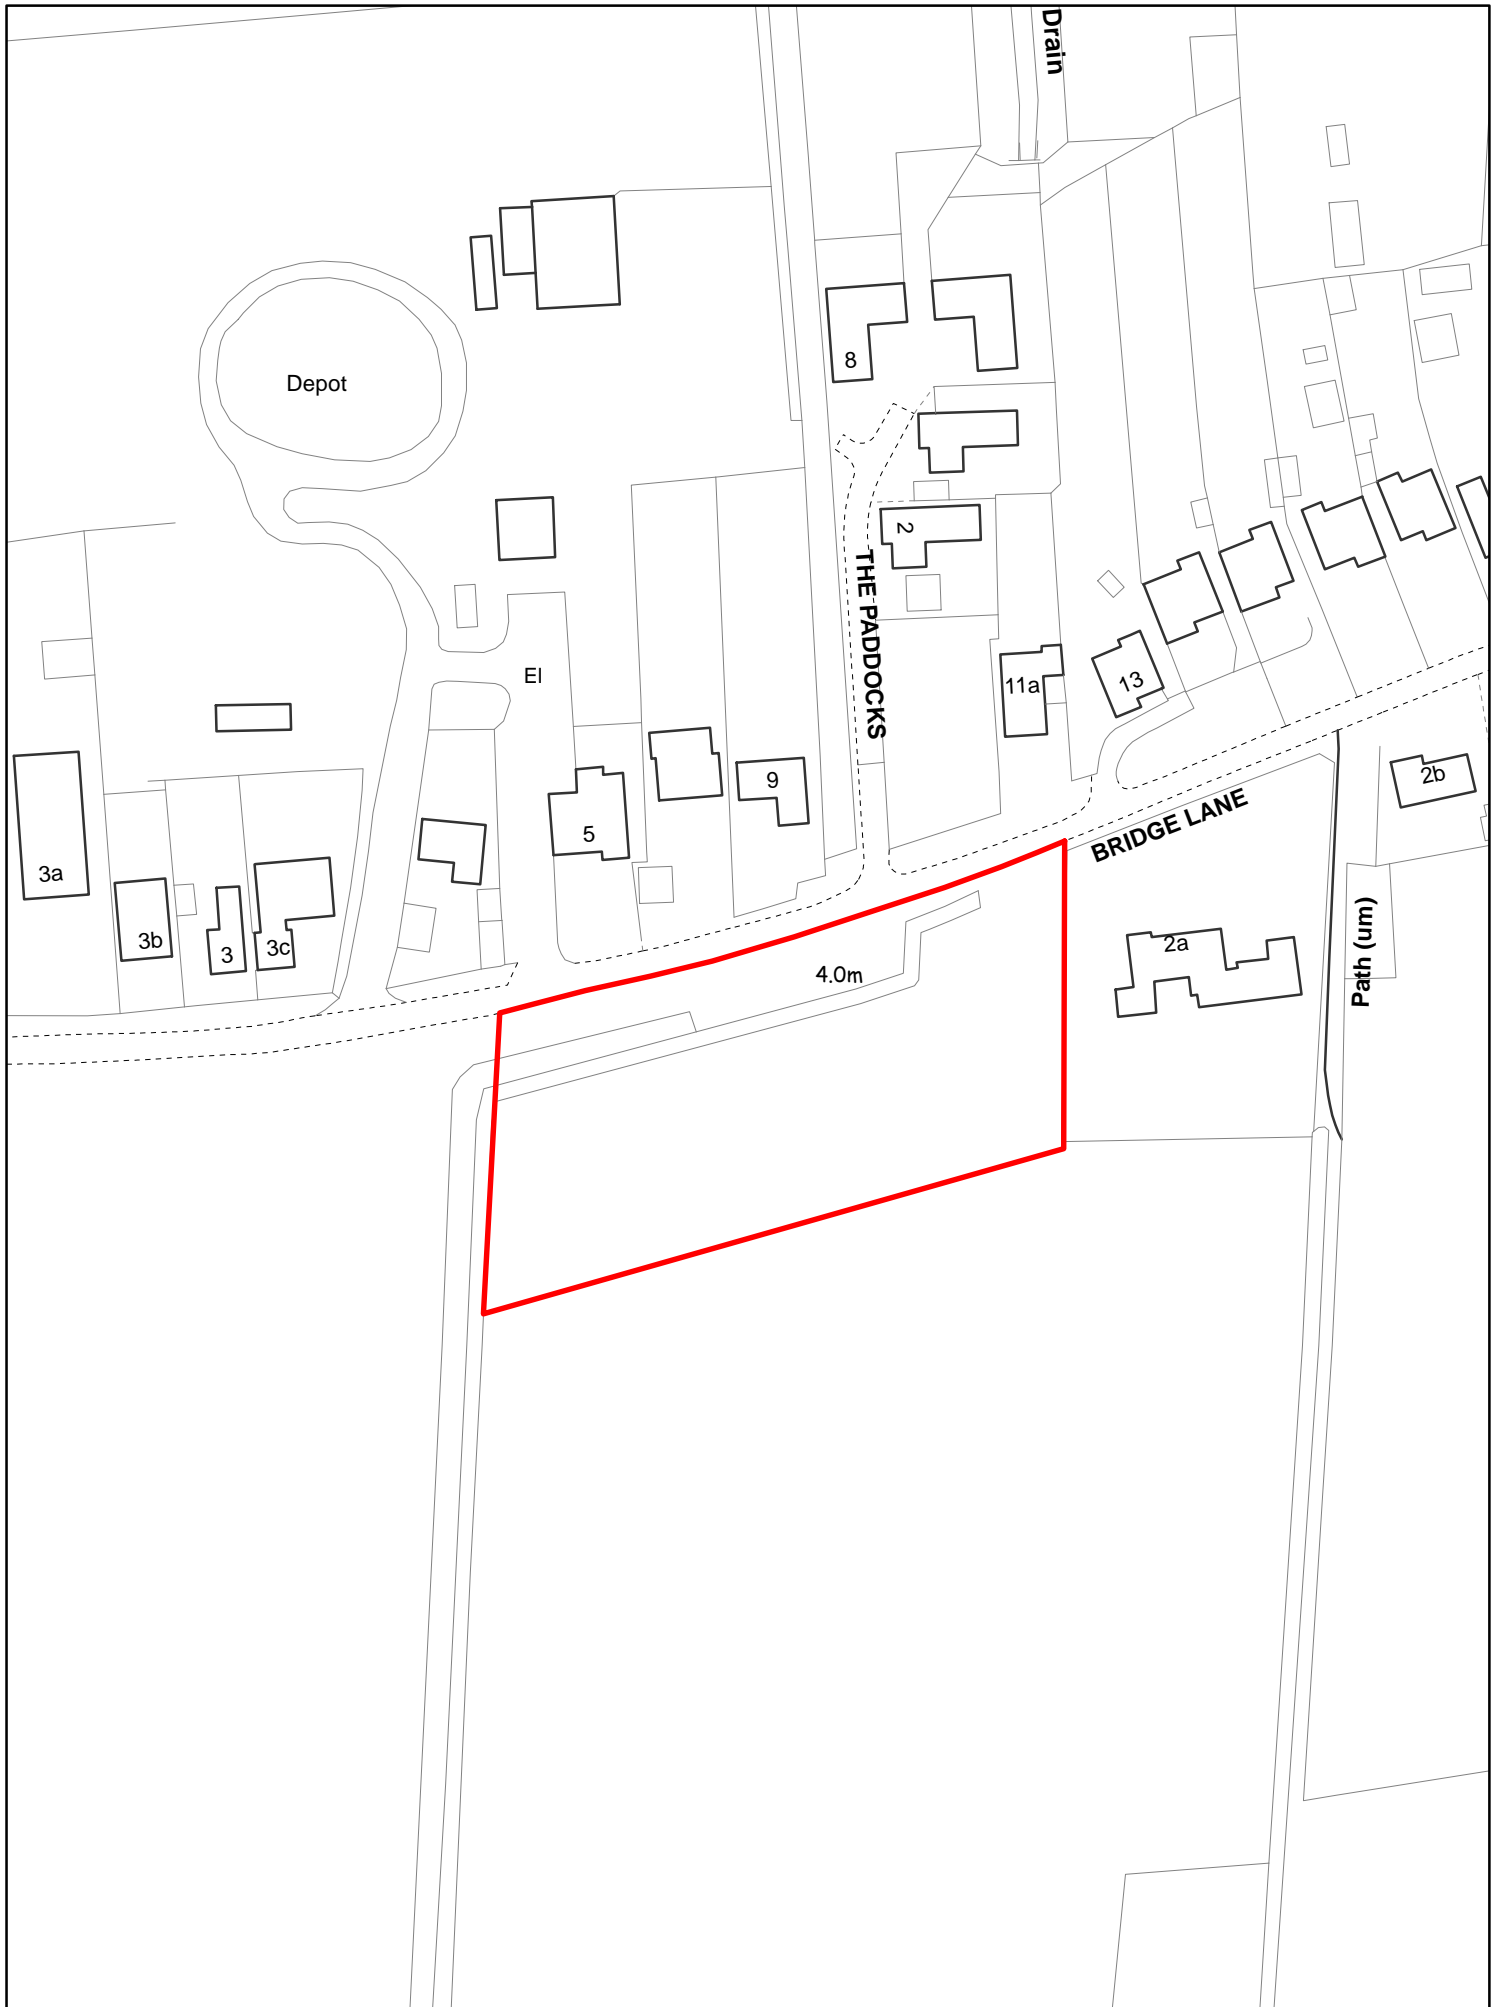 Drain
8
Depot
2
THE PADDOCKS
El
11a
13
9
2b
5
BRIDGE LANE
3a
3b
3
3c
2a
Path (um)
4.0m